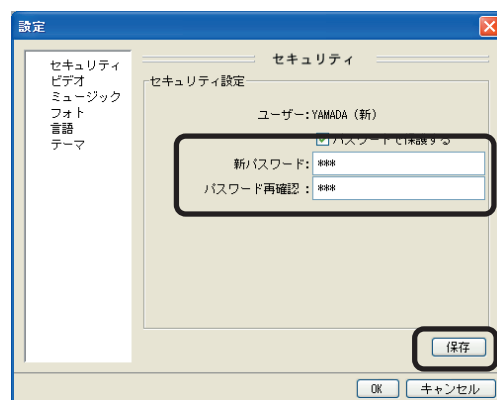 設定
セキュリティ
ビデオ
ミュージック
フォト
言語
テーマ
セキュリティ
セキュリティ設定
ユーザー:YAMADA (新)
パスワードで保護する
新パスワード: ***
パスワード再確認 : ***
保存
OK キャンセル